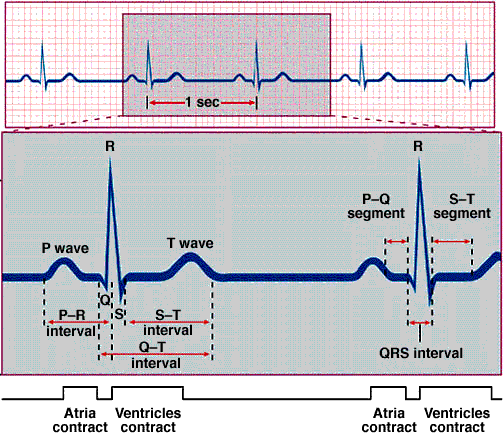 1 sec
R
R
P–Q
segment
S–T
segment
P wave
T wave
Q
S
P–R
interval
S–T
interval
Q–T
interval
QRS interval
Atria
contract
Ventricles
contract
Atria
contract
Ventricles
contract